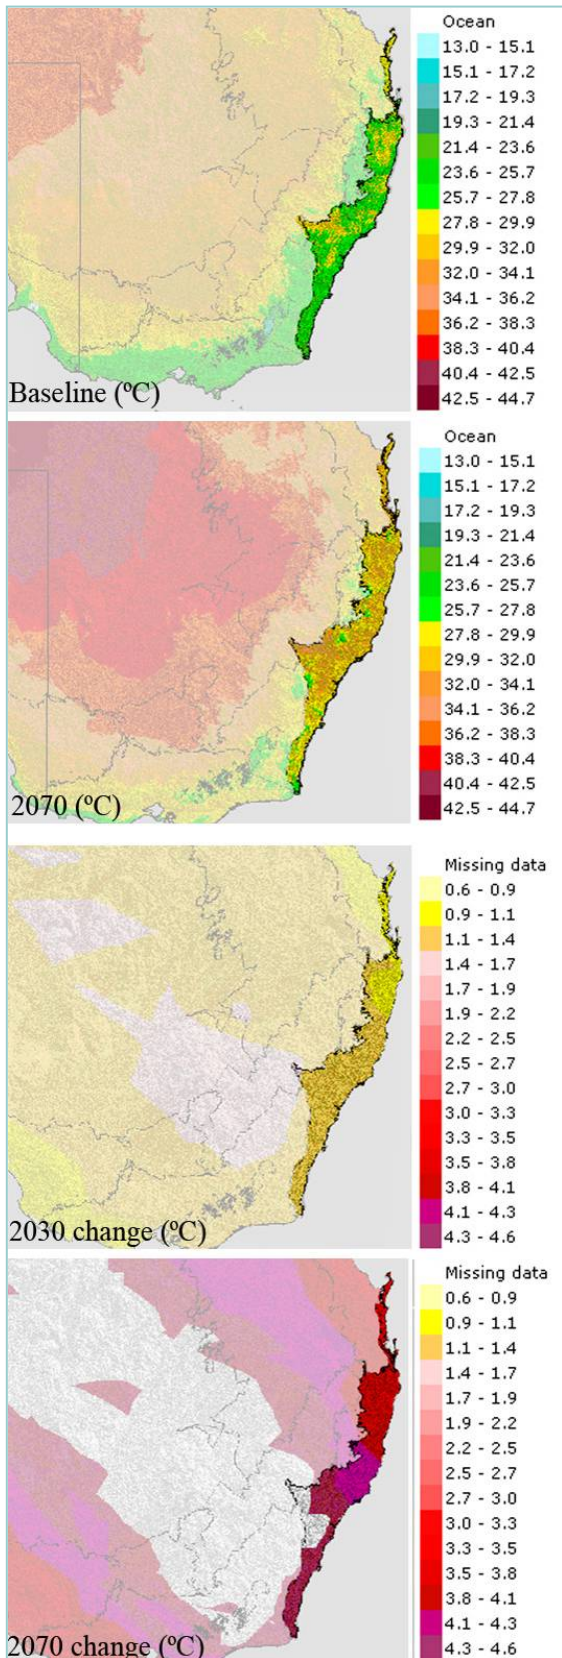 Ocean
13.0 - 15.1
15.1 - 17.2
17.2 - 19.3
19.3 - 21.4
21.4 - 23.6
23.6 - 25.7
25.7 - 27.8
27.8 - 29.9
29.9 - 32.0
32.0 - 34.1
34.1 - 36.2
36.2 - 38.3
38.3 - 40.4
40.4 - 42.5
42.5 - 44.7
Baseline (ºC)
Ocean
13.0 - 15.1
15.1 - 17.2
17.2 - 19.3
19.3 - 21.4
21.4 - 23.6
23.6 - 25.7
25.7 - 27.8
27.8 - 29.9
29.9 - 32.0
32.0 - 34.1
34.1 - 36.2
36.2 - 38.3
38.3 - 40.4
40.4 - 42.5
42.5 - 44.7
2070 (ºC)
Missing data
0.6 - 0.9
0.9 - 1.1
1.1 - 1.4
1.4 - 1.7
1.7 - 1.9
1.9 - 2.2
2.2 - 2.5
2.5 - 2.7
2.7 - 3.0
3.0 - 3.3
3.3 - 3.5
3.5 - 3.8
3.8 - 4.1
4.1 - 4.3
4.3 - 4.6
2030 change (ºC)
Missing data
0.6 - 0.9
0.9 - 1.1
1.1 - 1.4
1.4 - 1.7
1.7 - 1.9
1.9 - 2.2
2.2 - 2.5
2.5 - 2.7
2.7 - 3.0
3.0 - 3.3
3.3 - 3.5
3.5 - 3.8
3.8 - 4.1
4.1 - 4.3
4.3 - 4.6
2070 change (ºC)